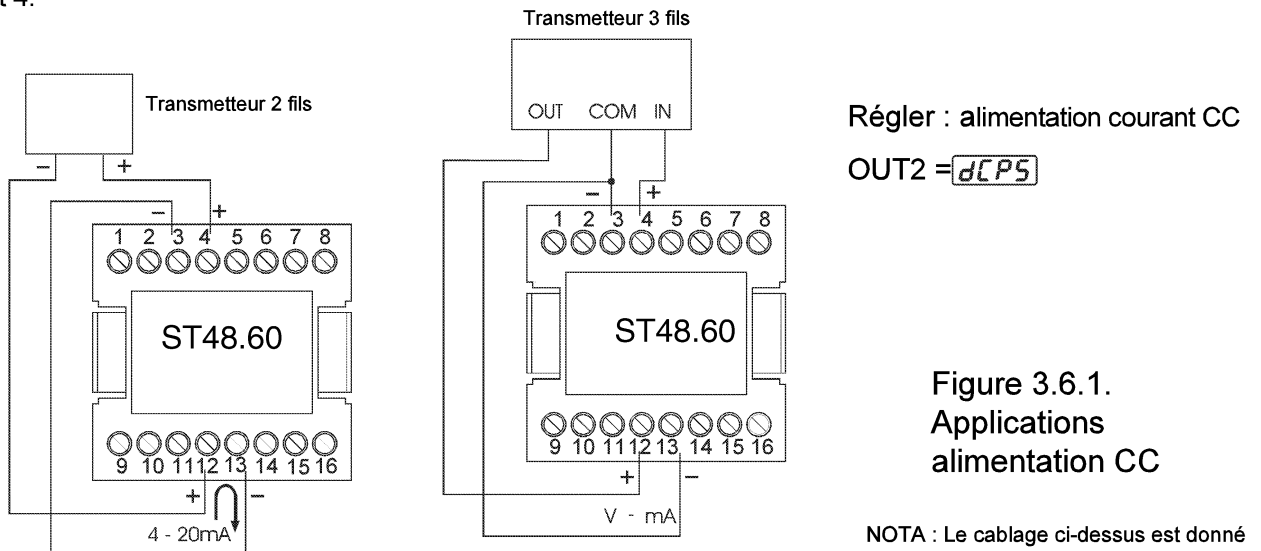 t 4.
Transmetteur 3 fils
Transmetteur 2 fils
OUT COM IN
Régler : alimentation courant CC
OUT2 = dCPS
- +
- +
- +
1 2 3 4 5 6 7 8
1 2 3 4 5 6 7 8
ST48.60
ST48.60
Figure 3.6.1.
Applications
alimentation CC
9 10 11 12 13 14 15 16
9 10 11 12 13 14 15 16
+ -
+ -
4 - 20mA
V - mA
NOTA : Le cablage ci-dessus est donné